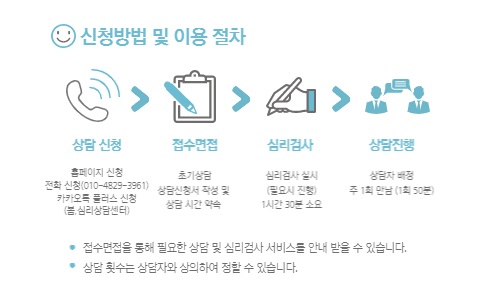 신청방법 및 이용 절차
상담 신청
홈페이지 신청
전화 신청(010-4829-3961)
카카오톡 플러스 신청
(봄,심리상담센터)
접수면접
초기상담
상담신청서 작성 및
상담 시간 약속
심리검사
심리검사 실시
(필요시 진행)
1시간 30분 소요
상담진행
상담자 배정
주 1회 만남 (1회 50분)
접수면접을 통해 필요한 상담 및 심리검사 서비스를 안내 받을 수 있습니다.
상담 횟수는 상담자와 상의하여 정할 수 있습니다.